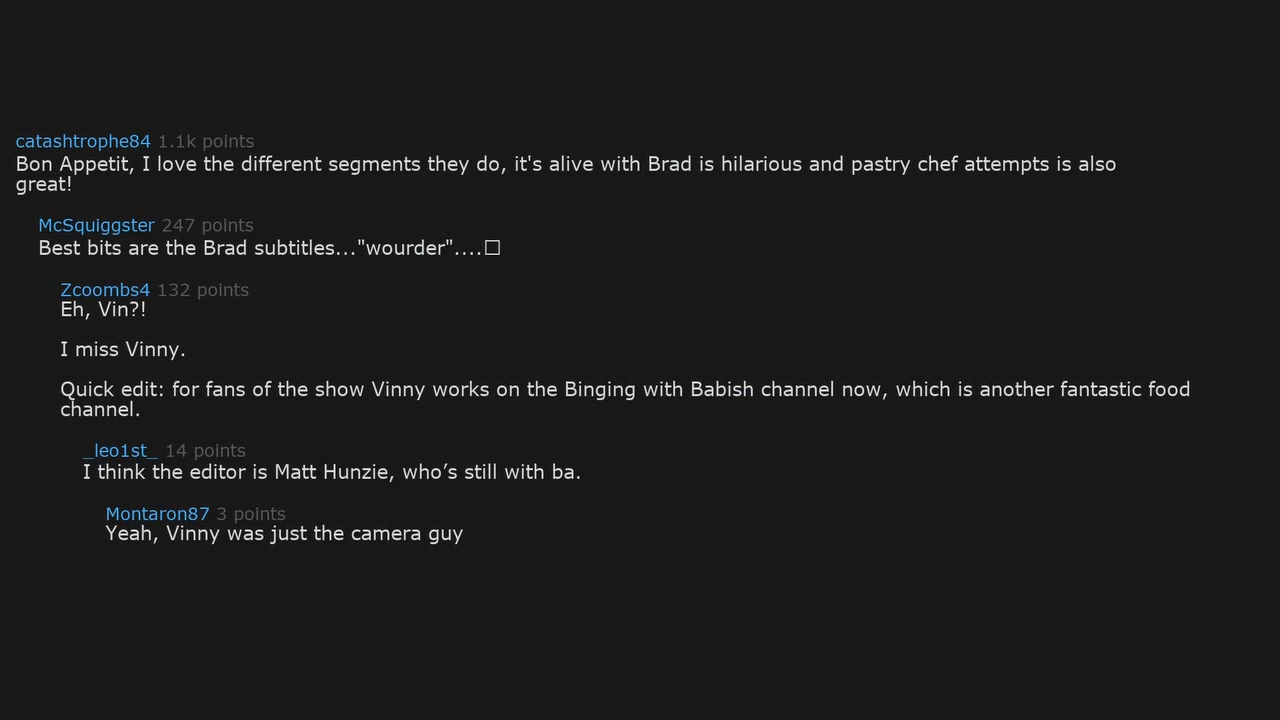 catashtrophe84 1.1k points
Bon Appetit, I love the different segments they do, it's alive with Brad is hilarious and pastry chef attempts is also
great!
McSquiggster 247 points
Best bits are the Brad subtitles..."wourder"....□
Zcoombs4 132 points
Eh, Vin?!
I miss Vinny.
Quick edit: for fans of the show Vinny works on the Binging with Babish channel now, which is another fantastic food
channel.
_leo1st_ 14 points
I think the editor is Matt Hunzie, who’s still with ba.
Montaron87 3 points
Yeah, Vinny was just the camera guy